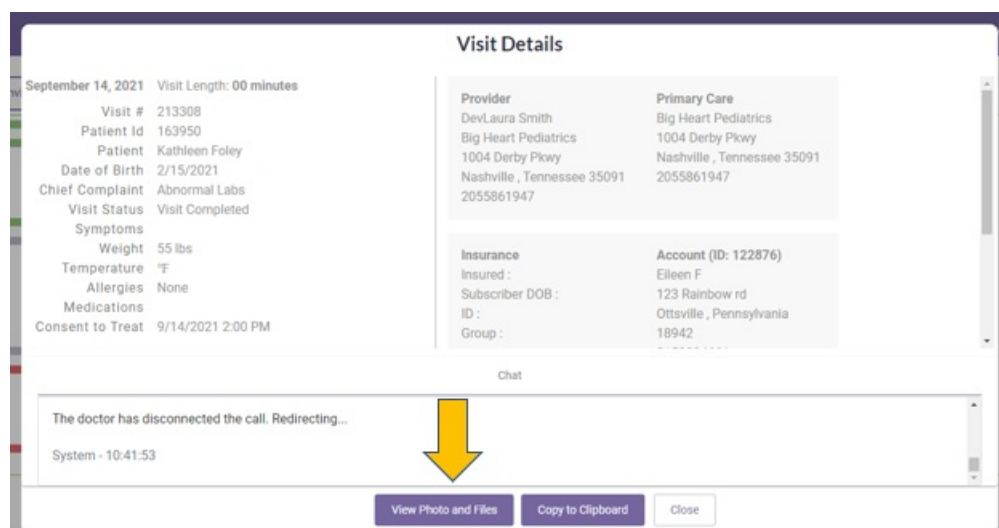 Visit Details
September 14, 2021 Visit Length: 00 minutes
Visit # 213308
Patient Id 163950
Patient Kathleen Foley
Date of Birth 2/15/2021
Chief Complaint Abnormal Labs
Visit Status Visit Completed
Symptoms
Weight 55 lbs
Temperature °F
Allergies None
Medications
Consent to Treat 9/14/2021 2:00 PM
Provider
DevLaura Smith
Big Heart Pediatrics
1004 Derby Pkwy
Nashville , Tennessee 35091
2055861947
Primary Care
Big Heart Pediatrics
1004 Derby Pkwy
Nashville , Tennessee 35091
2055861947
Insurance
Insured :
Subscriber DOB :
ID :
Group :
Account (ID: 122876)
Eileen F
123 Rainbow rd
Ottsville , Pennsylvania
18942
Chat
The doctor has disconnected the call. Redirecting...
System - 10:41:53
View Photo and Files
Copy to Clipboard
Close